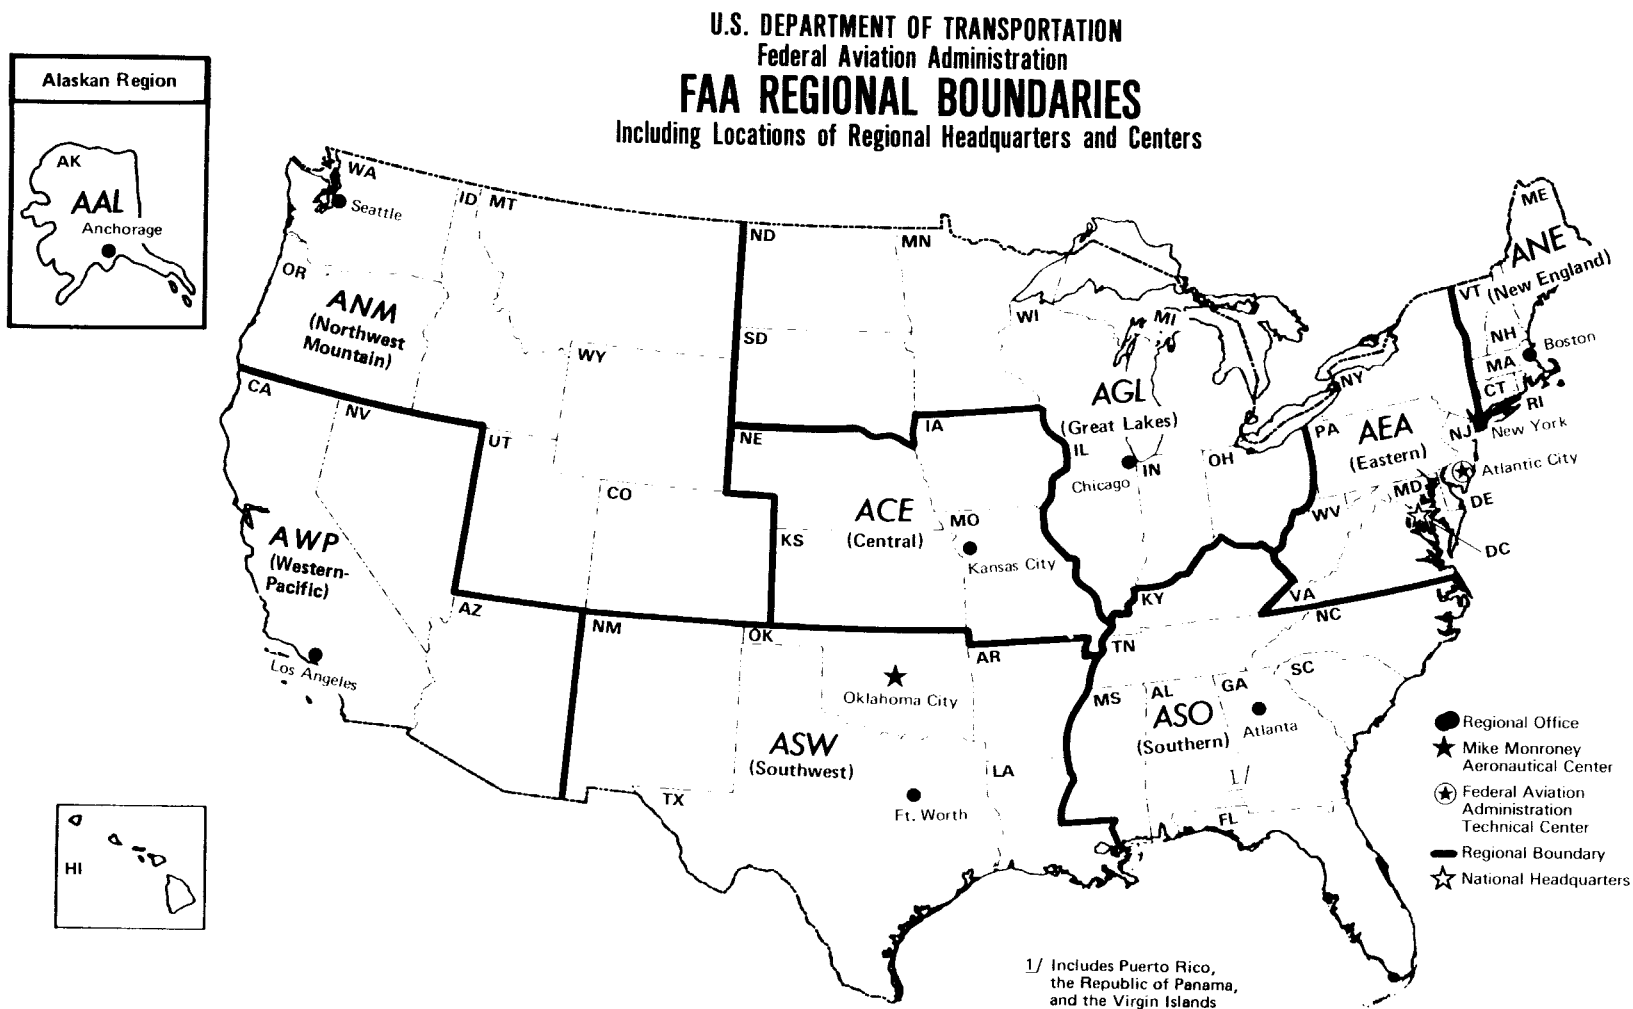 U.S. DEPARTMENT OF TRANSPORTATION
Federal Aviation Administration
FAA REGIONAL BOUNDARIES
Including Locations of Regional Headquarters and Centers
Alaskan Region
AK
AAL
Anchorage
WA
Seattle
ID
MT
OR
ANM
(Northwest
Mountain)
WY
ND
MN
SD
WI
MI
AGL
(Great Lakes)
ME
ANE
(New England)
VT
NH
MA
Boston
CT
RI
NY
New York
NJ
PA
AEA
(Eastern)
Atlantic City
MD
DE
WV
DC
VA
CA
NV
UT
CO
AWP
(Western-
Pacific)
AZ
Los Angeles
NE
IA
IL
Chicago
IN
OH
ACE
(Central)
KS
MO
Kansas City
KY
NC
TN
NM
OK
AR
Oklahoma City
ASW
(Southwest)
LA
TX
Ft. Worth
MS
AL
GA
SC
ASO
(Southern)
Atlanta
1/
FL
HI
Regional Office
Mike Monroney
Aeronautical Center
Federal Aviation
Administration
Technical Center
Regional Boundary
National Headquarters
1/ Includes Puerto Rico,
the Republic of Panama,
and the Virgin Islands